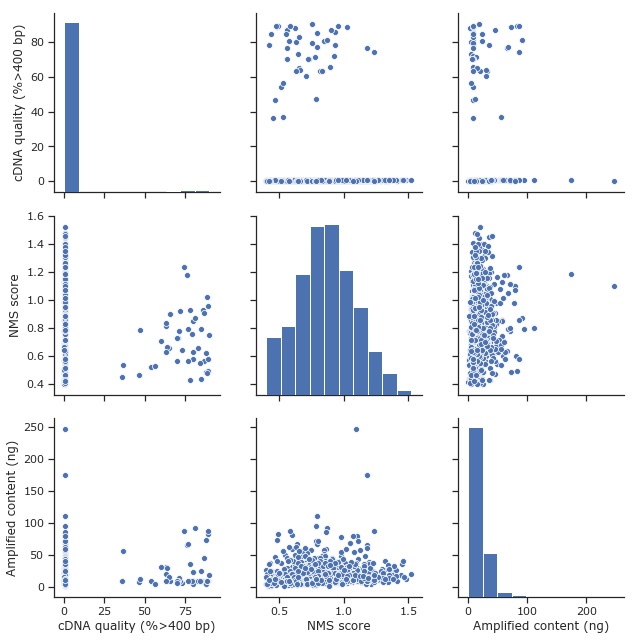 80
60
40
20
0
cDNA quality (%>400 bp)
1.6
1.4
1.2
1.0
0.8
0.6
0.4
NMS score
250
200
150
100
50
0
Amplified content (ng)
0 25 50 75
cDNA quality (%>400 bp)
0.5 1.0 1.5
NMS score
0 100 200
Amplified content (ng)